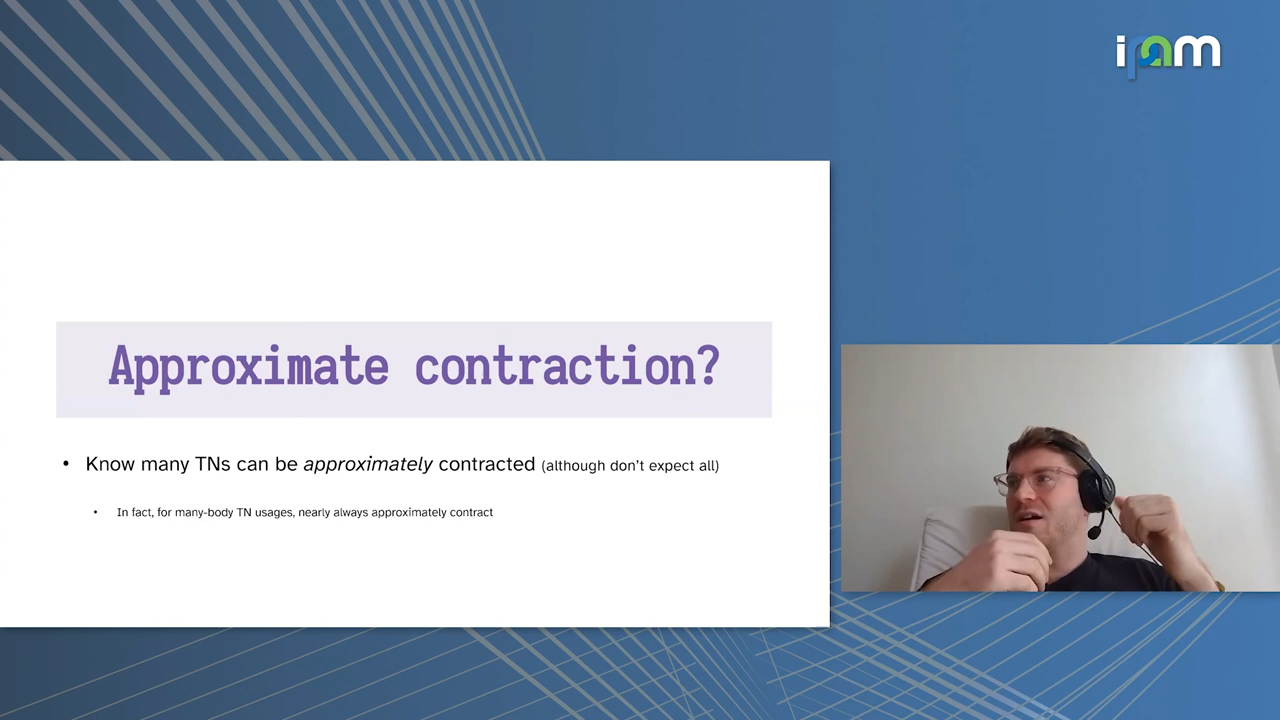 ipam
Approximate contraction?
• Know many TNs can be approximately contracted (although don't expect all)
• In fact, for many-body TN usages, nearly always approximately contract